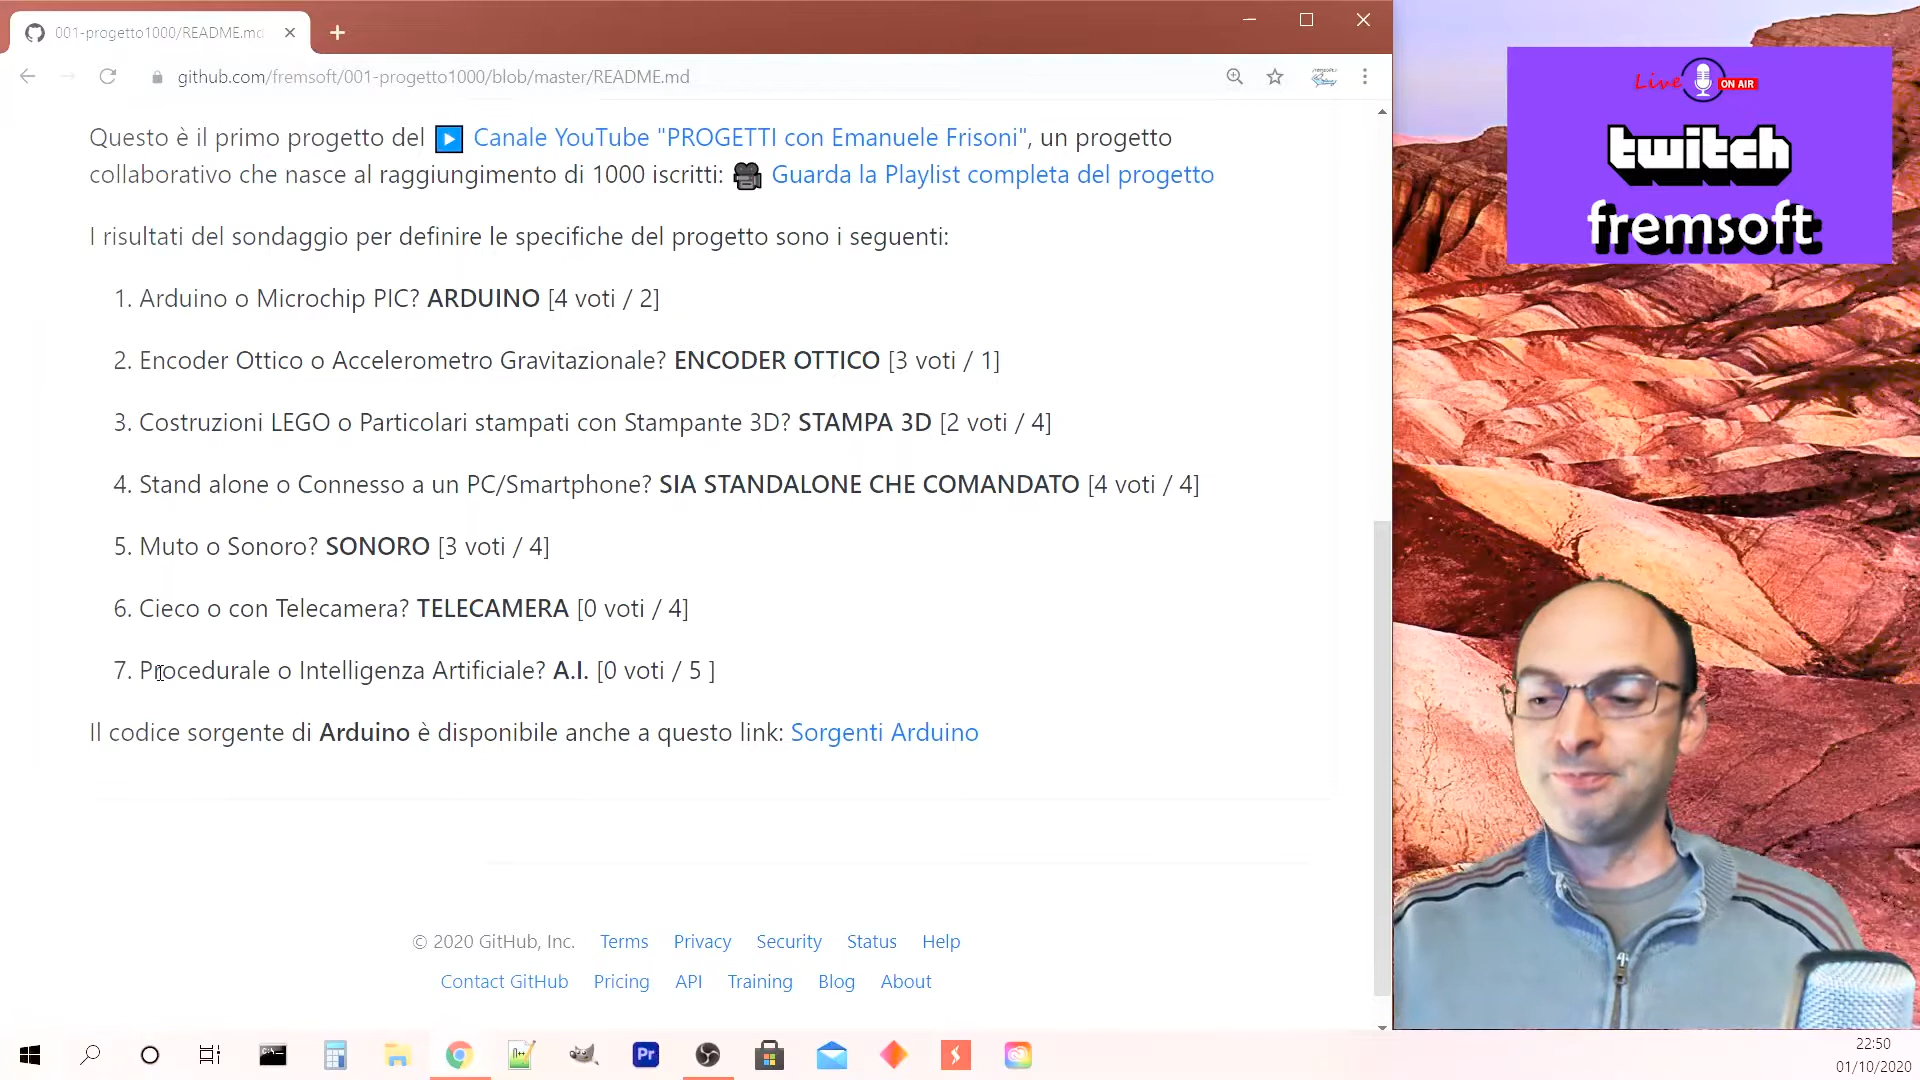 001-progetto1000/README.md
github.com/fremsoft/001-progetto1000/blob/master/README.md
Questo è il primo progetto del Canale YouTube "PROGETTI con Emanuele Frisoni", un progetto
collaborativo che nasce al raggiungimento di 1000 iscritti: Guarda la Playlist completa del progetto
I risultati del sondaggio per definire le specifiche del progetto sono i seguenti:
1. Arduino o Microchip PIC? ARDUINO [4 voti / 2]
2. Encoder Ottico o Accelerometro Gravitazionale? ENCODER OTTICO [3 voti / 1]
3. Costruzioni LEGO o Particolari stampati con Stampante 3D? STAMPA 3D [2 voti / 4]
4. Stand alone o Connesso a un PC/Smartphone? SIA STANDALONE CHE COMANDATO [4 voti / 4]
5. Muto o Sonoro? SONORO [3 voti / 4]
6. Cieco o con Telecamera? TELECAMERA [0 voti / 4]
7. Procedurale o Intelligenza Artificiale? A.I. [0 voti / 5 ]
Il codice sorgente di Arduino è disponibile anche a questo link: Sorgenti Arduino
© 2020 GitHub, Inc. Terms Privacy Security Status Help
Contact GitHub Pricing API Training Blog About
Live ON AIR
twitch
fremsoft
Pr
22:50
01/10/2020